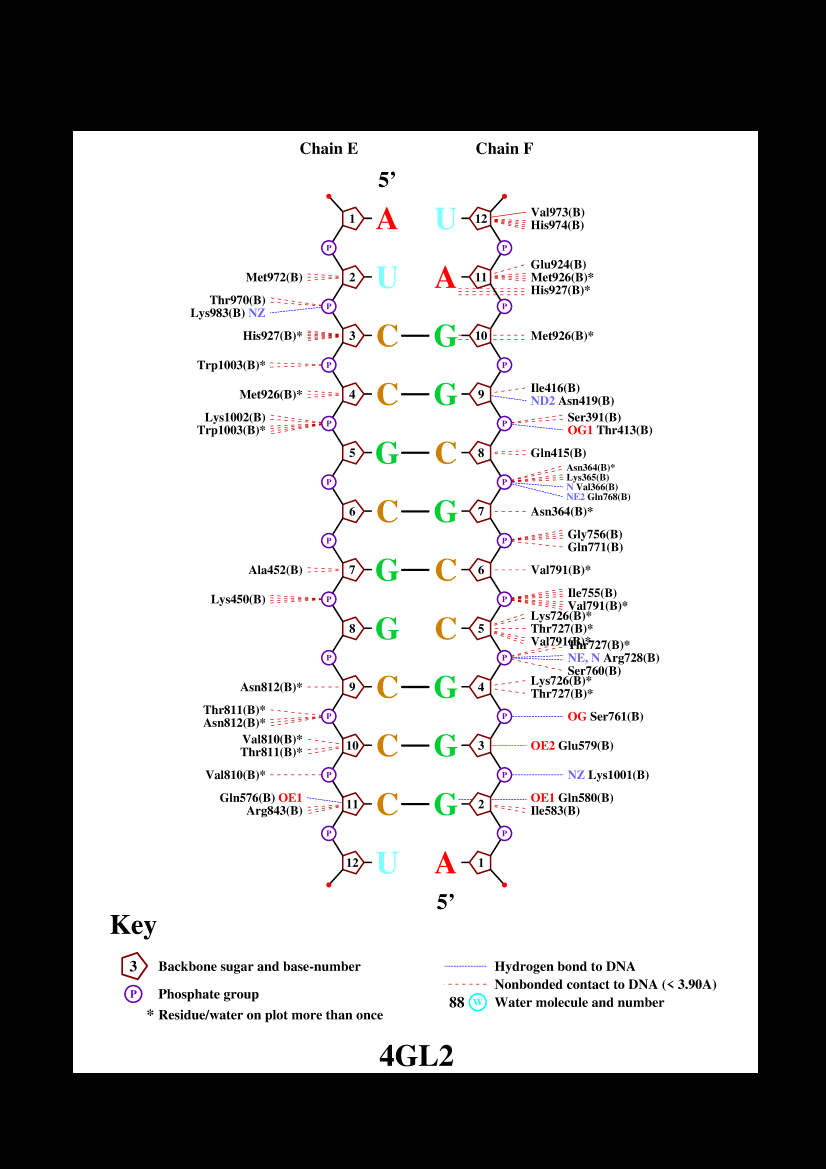 Chain E Chain F
5’
1 A U 12 Val973(B)
His974(B)
P P
Glu924(B)
Met972(B) 2 U A 11 Met926(B)*
His927(B)*
Thr970(B)
Lys983(B) NZ P P
His927(B)* 3 C G 10 Met926(B)*
Trp1003(B)* P P
Ile416(B)
Met926(B)* 4 C G 9 ND2 Asn419(B)
Lys1002(B) P P Ser391(B)
Trp1003(B)* OG1 Thr413(B)
5 G C 8 Gln415(B)
Asn364(B)*
Lys365(B)
P P N Val366(B)
NE2 Gln768(B)
6 C G 7 Asn364(B)*
P P Gly756(B)
Gln771(B)
Ala452(B) 7 G C 6 Val791(B)*
Ile755(B)
Lys450(B) P P Val791(B)*
Lys726(B)*
8 G C 5 Thr727(B)*
Val791(B)*
Thr727(B)*
P P NE, N Arg728(B)
Ser760(B)
Lys726(B)*
Asn812(B)* 9 C G 4 Thr727(B)*
Thr811(B)*
Asn812(B)* P P OG Ser761(B)
Val810(B)*
Thr811(B)* 10 C G 3 OE2 Glu579(B)
Val810(B)* P P NZ Lys1001(B)
Gln576(B) OE1 11 C G 2 OE1 Gln580(B)
Arg843(B) Ile583(B)
P P
12 U A 1
5’
Key
3 Backbone sugar and base-number
P Phosphate group
* Residue/water on plot more than once
Hydrogen bond to DNA
Nonbonded contact to DNA (< 3.90A)
88 W Water molecule and number
4GL2